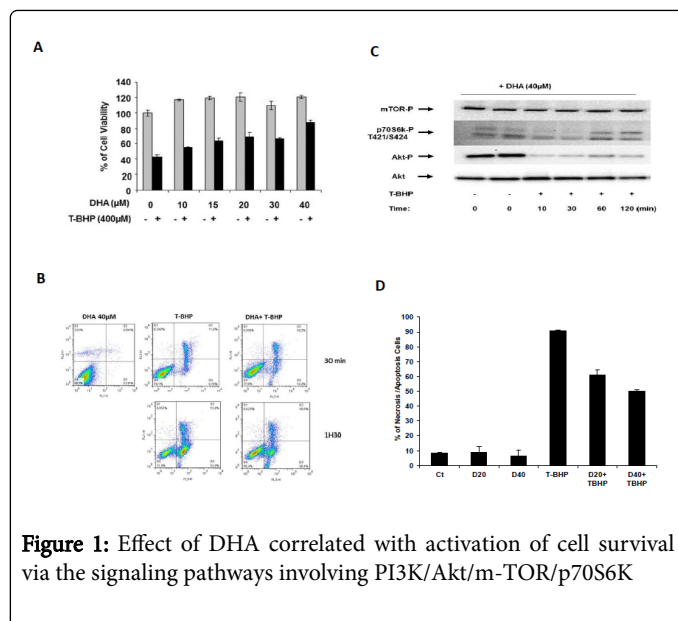 A
% of Cell Viability
140
120
100
80
60
40
20
0
DHA (µM) 0 10 15 20 30 40
T-BHP (400µM) - + - + - + - + - + - +
C
+ DHA (40µM)
mTOR-P
p70S6k-P
T421/S424
Akt-P
Akt
T-BHP - - + + + +
Time: 0 0 10 30 60 120 (min)
B
DHA 40µM T-BHP DHA+ T-BHP
30 min
1H30
D
% of Necrosis /Apoptosis Cells
100
90
80
70
60
50
40
30
20
10
0
Ct D20 D40 T-BHP D20+ D40+
TBHP TBHP
Figure 1: Effect of DHA correlated with activation of cell survival
via the signaling pathways involving PI3K/Akt/m-TOR/p70S6K